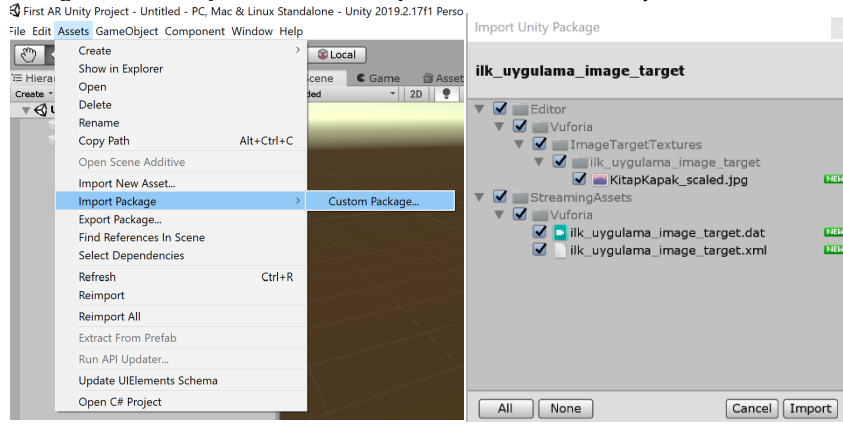 First AR Unity Project - Untitled - PC, Mac & Linux Standalone - Unity 2019.2.17f1 Perso
File Edit Assets GameObject Component Window Help
Local
Hierar
Scene
Game
Asset
Create
ded
2D
Create
Show in Explorer
Open
Delete
Rename
Copy Path Alt+Ctrl+C
Open Scene Additive
Import New Asset...
Import Package
Custom Package...
Export Package...
Find References In Scene
Select Dependencies
Refresh Ctrl+R
Reimport
Reimport All
Extract From Prefab
Run API Updater...
Update UIElements Schema
Open C# Project
Import Unity Package
ilk_uygulama_image_target
Editor
Vuforia
ImageTargetTextures
ilk_uygulama_image_target
KitapKapak_scaled.jpg NEW
StreamingAssets
Vuforia
ilk_uygulama_image_target.dat NEW
ilk_uygulama_image_target.xml NEW
All None Cancel Import